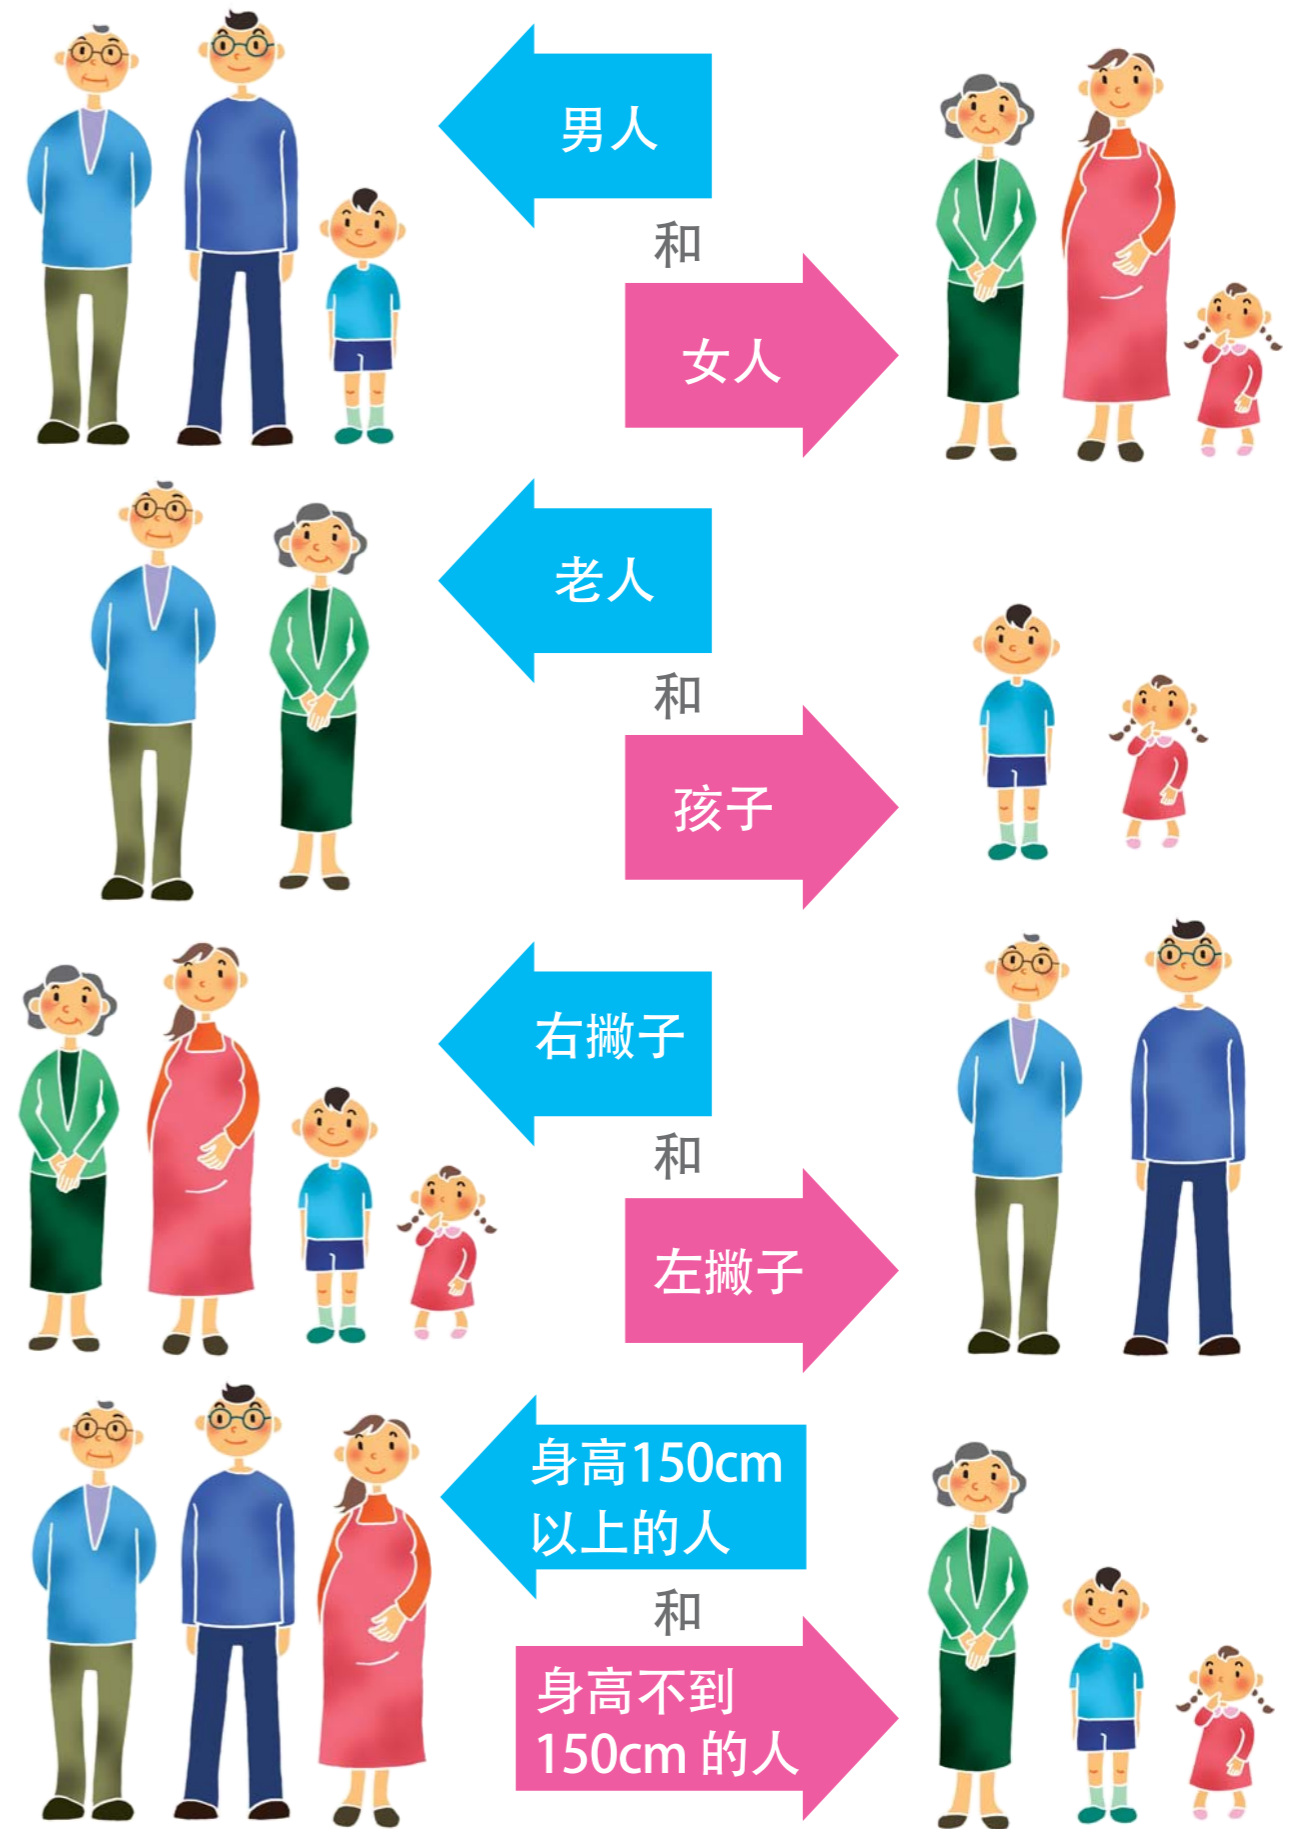 男人
和
女人
老人
和
孩子
右撇子
和
左撇子
身高150cm
以上的人
和
身高不到
150cm 的人